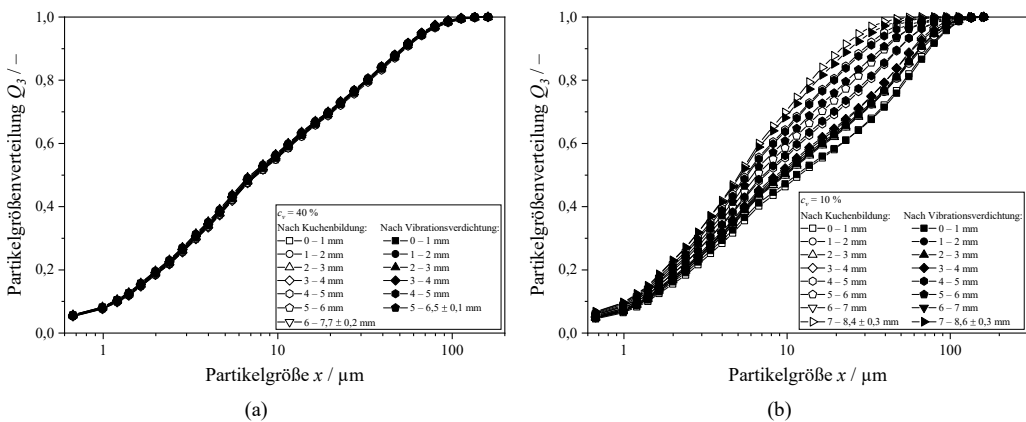 Partikelgrößenverteilung Q3 / –
1,0
0,8
0,6
0,4
0,2
0,0
cv = 40 %
Nach Kuchenbildung: Nach Vibrationsverdichtung:
0 – 1 mm 0 – 1 mm
1 – 2 mm 1 – 2 mm
2 – 3 mm 2 – 3 mm
3 – 4 mm 3 – 4 mm
4 – 5 mm 4 – 5 mm
5 – 6 mm 5 – 6,5 ± 0,1 mm
6 – 7,7 ± 0,2 mm
1 10 100
Partikelgröße x / µm
(a)
Partikelgrößenverteilung Q3 / –
1,0
0,8
0,6
0,4
0,2
0,0
cv = 10 %
Nach Kuchenbildung: Nach Vibrationsverdichtung:
0 – 1 mm 0 – 1 mm
1 – 2 mm 1 – 2 mm
2 – 3 mm 2 – 3 mm
3 – 4 mm 3 – 4 mm
4 – 5 mm 4 – 5 mm
5 – 6 mm 5 – 6 mm
6 – 7 mm 6 – 7 mm
7 – 8,4 ± 0,3 mm 7 – 8,6 ± 0,3 mm
1 10 100
Partikelgröße x / µm
(b)